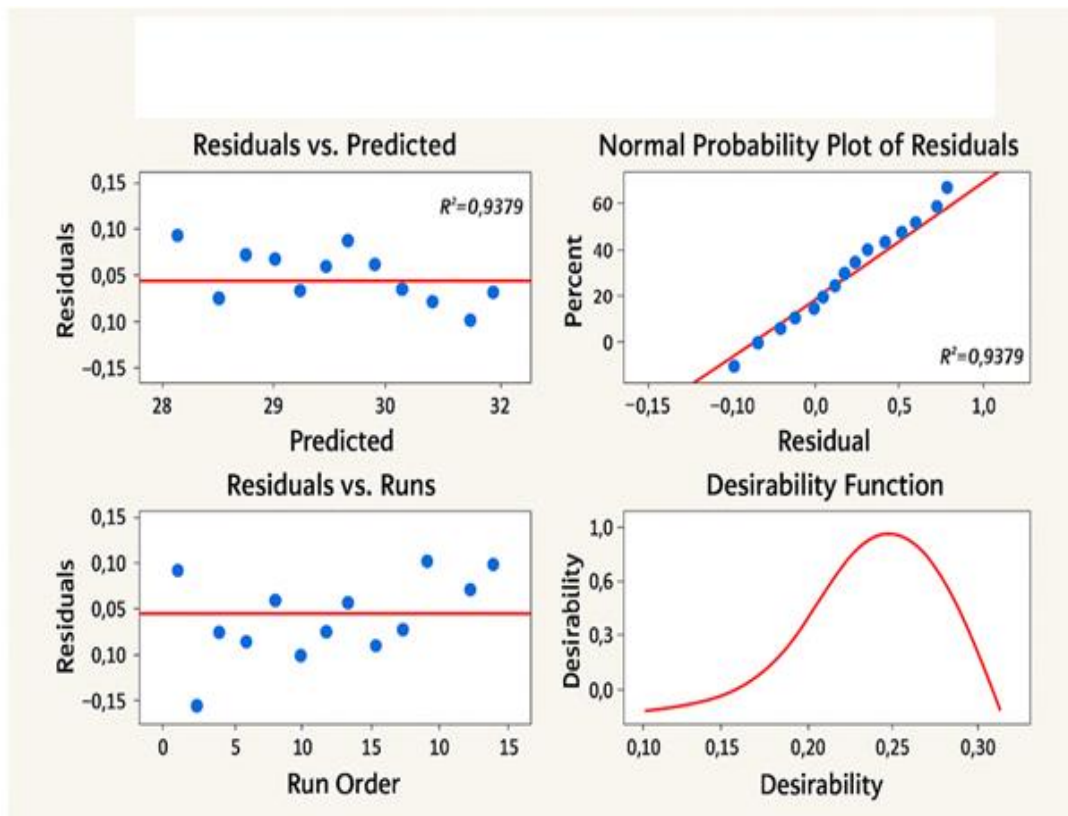 Residuals vs. Predicted
Residuals
0,15
0,10
0,05
0,10
−0,15
R²=0,9379
28
29
30
32
Predicted
Normal Probability Plot of Residuals
Percent
60
40
20
0
R²=0,9379
−0,15
−0,10
0,0
0,5
1,0
Residual
Residuals vs. Runs
Residuals
0,15
0,10
0,05
0,10
−0,15
0
5
10
15
10
15
Run Order
Desirability Function
Desirability
1,0
0,6
0,3
0,0
0,10
0,15
0,20
0,25
0,30
Desirability